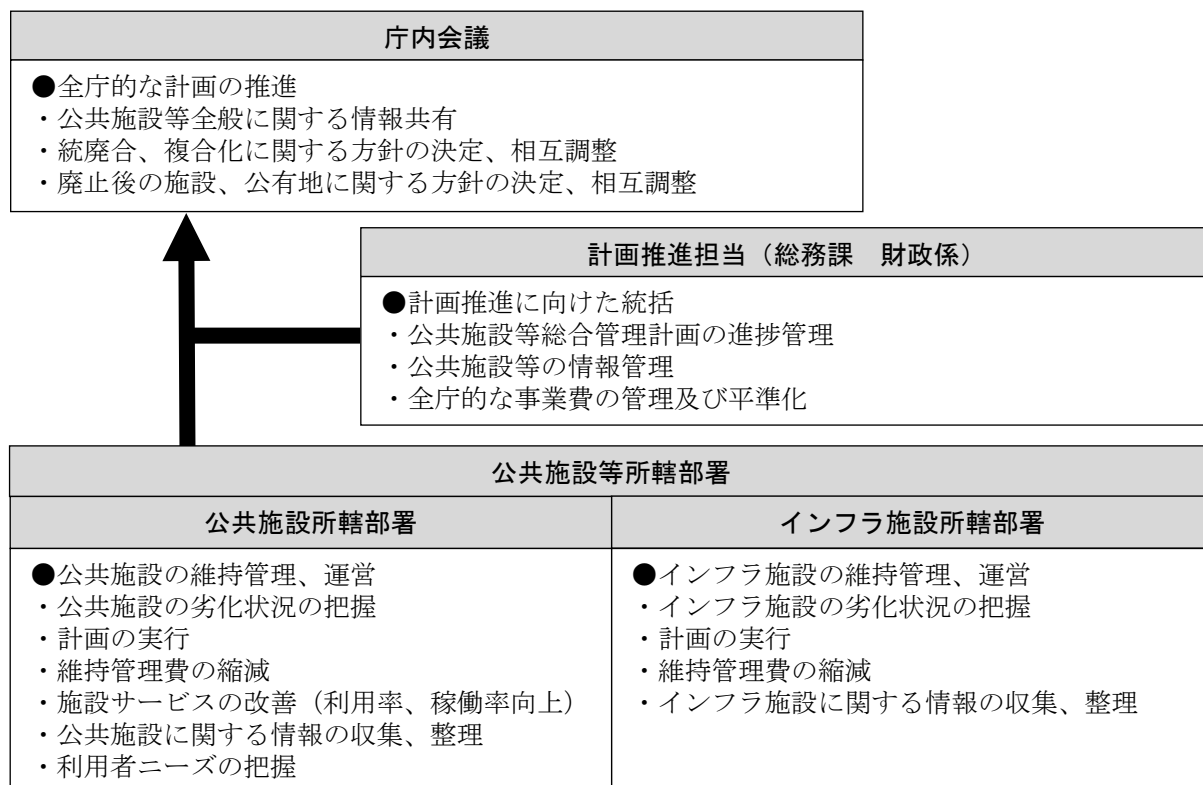 庁内会議
●全庁的な計画の推進
・公共施設等全般に関する情報共有
・統廃合、複合化に関する方針の決定、相互調整
・廃止後の施設、公有地に関する方針の決定、相互調整
計画推進担当（総務課　財政係）
●計画推進に向けた統括
・公共施設等総合管理計画の進捗管理
・公共施設等の情報管理
・全庁的な事業費の管理及び平準化
公共施設等所轄部署
公共施設所轄部署
●公共施設の維持管理、運営
・公共施設の劣化状況の把握
・計画の実行
・維持管理費の縮減
・施設サービスの改善（利用率、稼働率向上）
・公共施設に関する情報の収集、整理
・利用者ニーズの把握
インフラ施設所轄部署
●インフラ施設の維持管理、運営
・インフラ施設の劣化状況の把握
・計画の実行
・維持管理費の縮減
・インフラ施設に関する情報の収集、整理